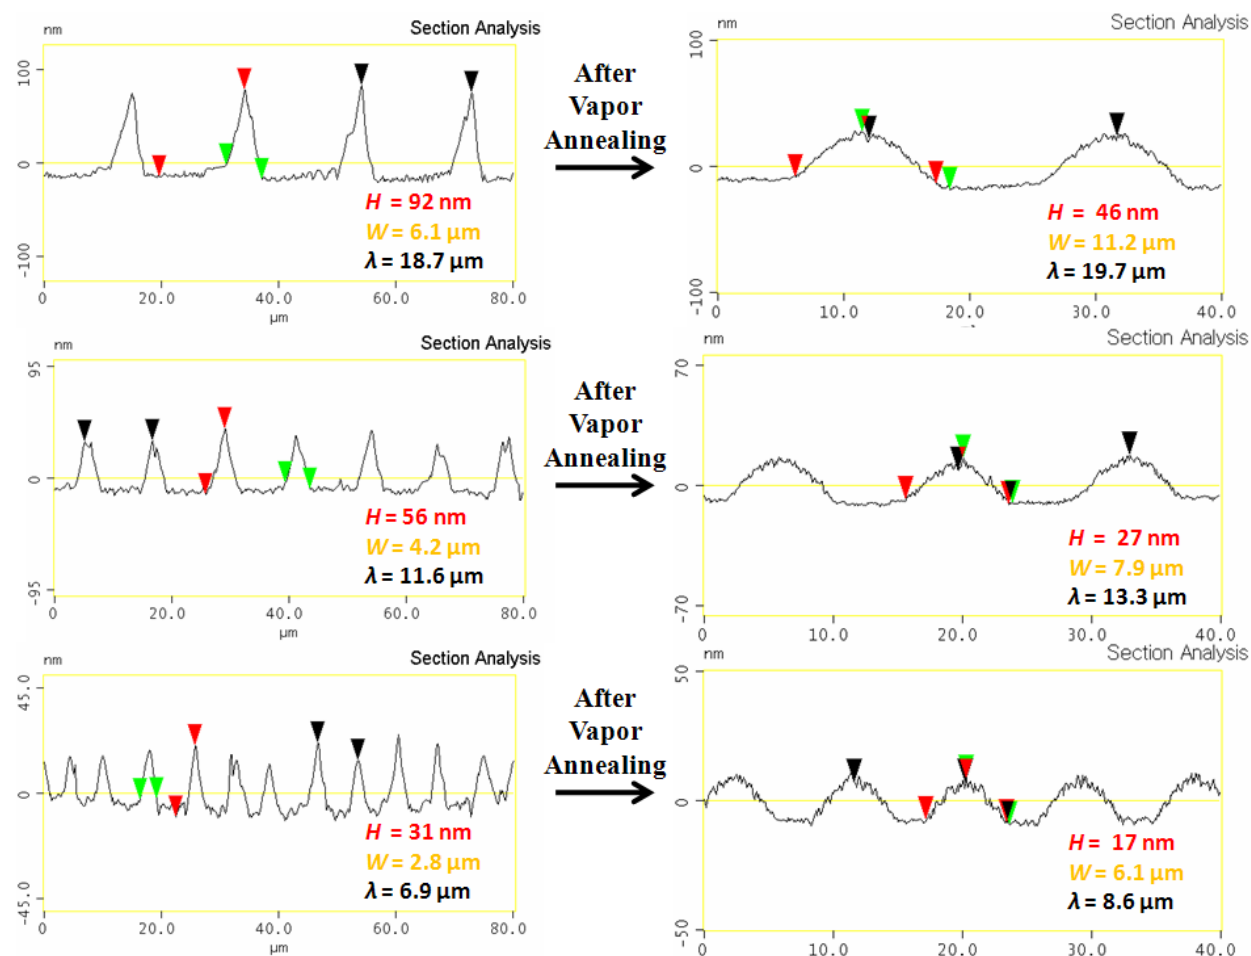 nm
Section Analysis
100
0
-100
0
20.0
40.0
60.0
80.0
µm
H = 92 nm
W = 6.1 µm
λ = 18.7 µm
After
Vapor
Annealing
nm
Section Analysis
100
0
-100
0
10.0
20.0
30.0
40.0
H = 46 nm
W = 11.2 µm
λ = 19.7 µm
nm
Section Analysis
95
0
-95
0
20.0
40.0
60.0
80.0
µm
H = 56 nm
W = 4.2 µm
λ = 11.6 µm
After
Vapor
Annealing
nm
Section Analysis
70
0
-70
0
10.0
20.0
30.0
40.0
H = 27 nm
W = 7.9 µm
λ = 13.3 µm
nm
Section Analysis
45.0
0
-45.0
0
20.0
40.0
60.0
80.0
µm
H = 31 nm
W = 2.8 µm
λ = 6.9 µm
After
Vapor
Annealing
nm
Section Analysis
50
0
-50
0
10.0
20.0
30.0
40.0
H = 17 nm
W = 6.1 µm
λ = 8.6 µm